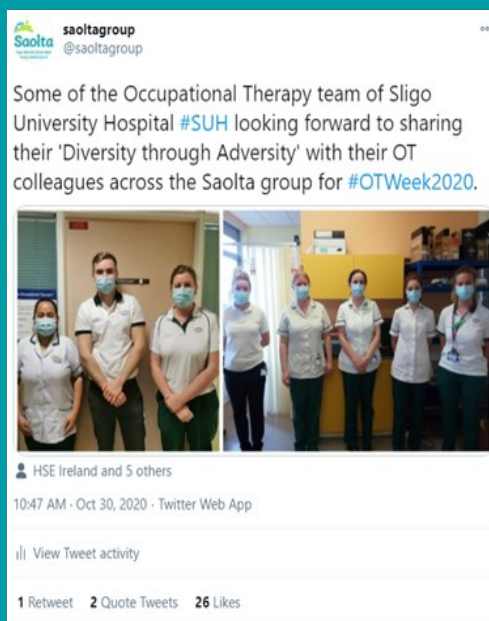 saoltagroup
@saoltagroup
Saolta
Some of the Occupational Therapy team of Sligo
University Hospital #SUH looking forward to sharing
their 'Diversity through Adversity' with their OT
colleagues across the Saolta group for #OTWeek2020.
HSE Ireland and 5 others
10:47 AM · Oct 30, 2020 · Twitter Web App
View Tweet activity
1 Retweet 2 Quote Tweets 26 Likes